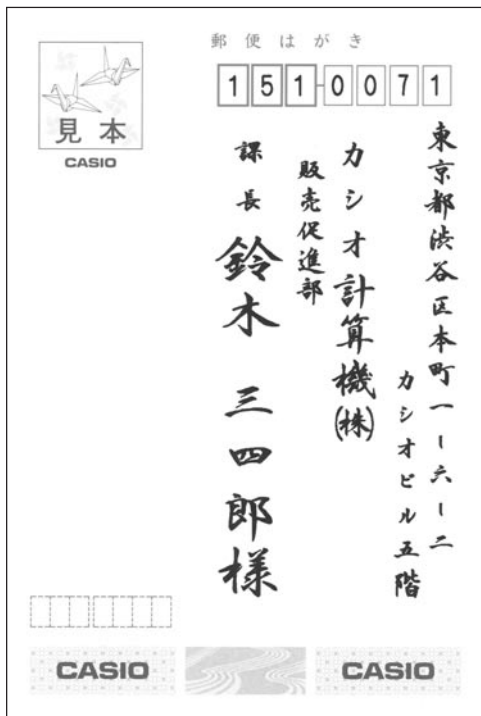 郵便はがき
151-0071
見本
CASIO
東京都渋谷区本町一ー六ー二
カシオビル五階
カシオ計算機(株)
販売促進部
課長 鈴木 三四郎様
CASIO
CASIO